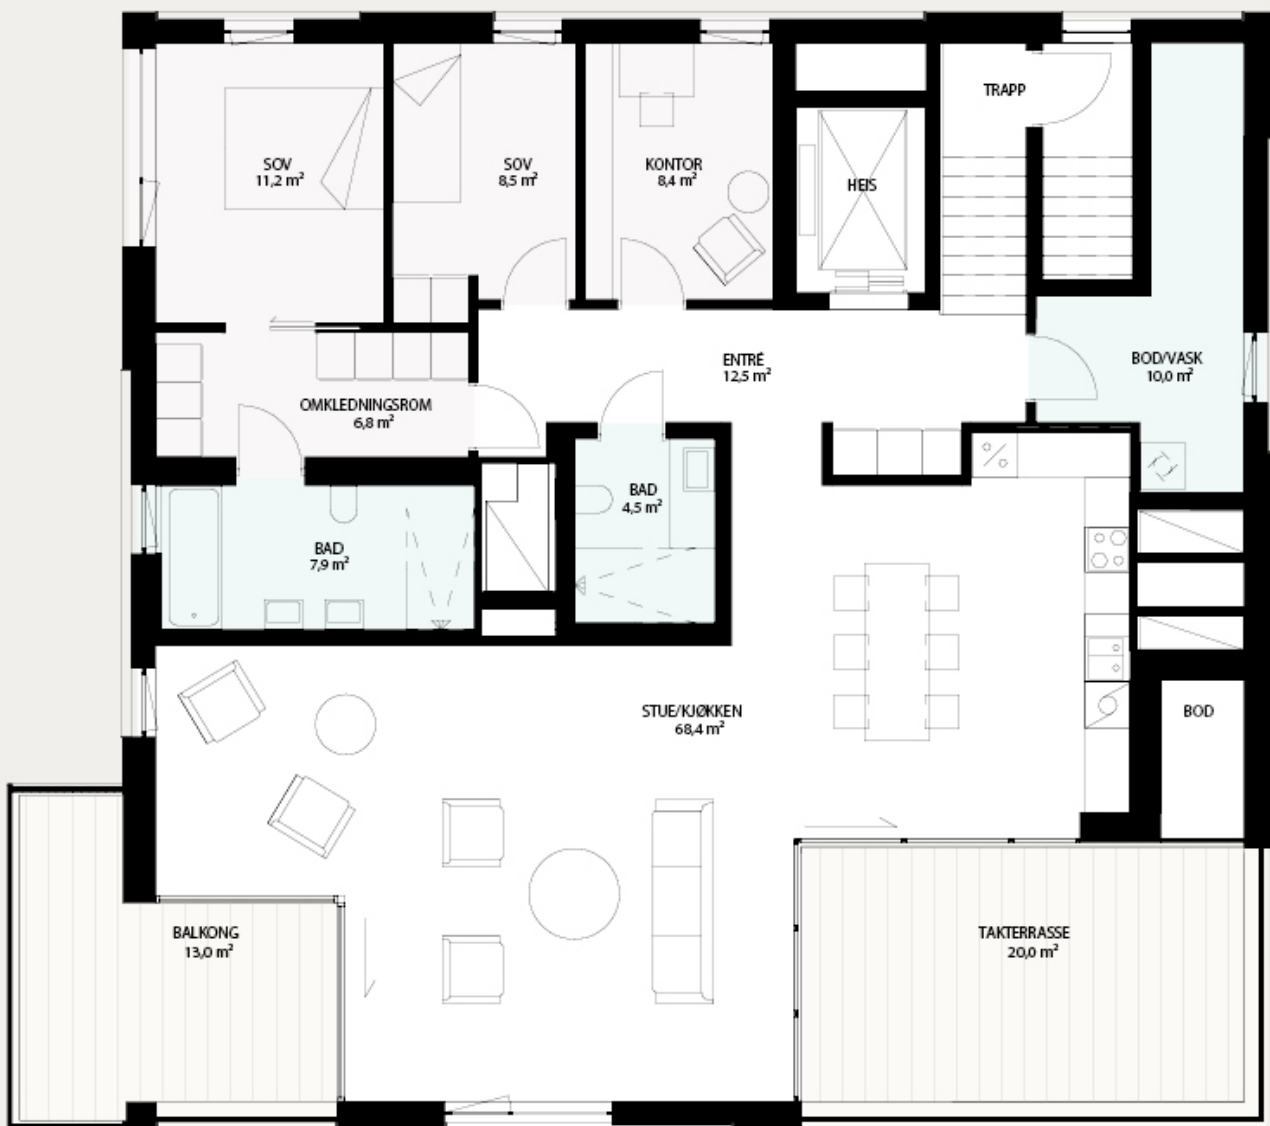 TRAPP
SOV
11,2 m²
SOV
8,5 m²
KONTOR
8,4 m²
HEIS
ENTRÉ
12,5 m²
BOD/VASK
10,0 m²
OMKLEDNINGSROM
6,8 m²
BAD
4,5 m²
BAD
7,9 m²
STUE/KJØKKEN
68,4 m²
BOD
BALKONG
13,0 m²
TAKTERRASSE
20,0 m²